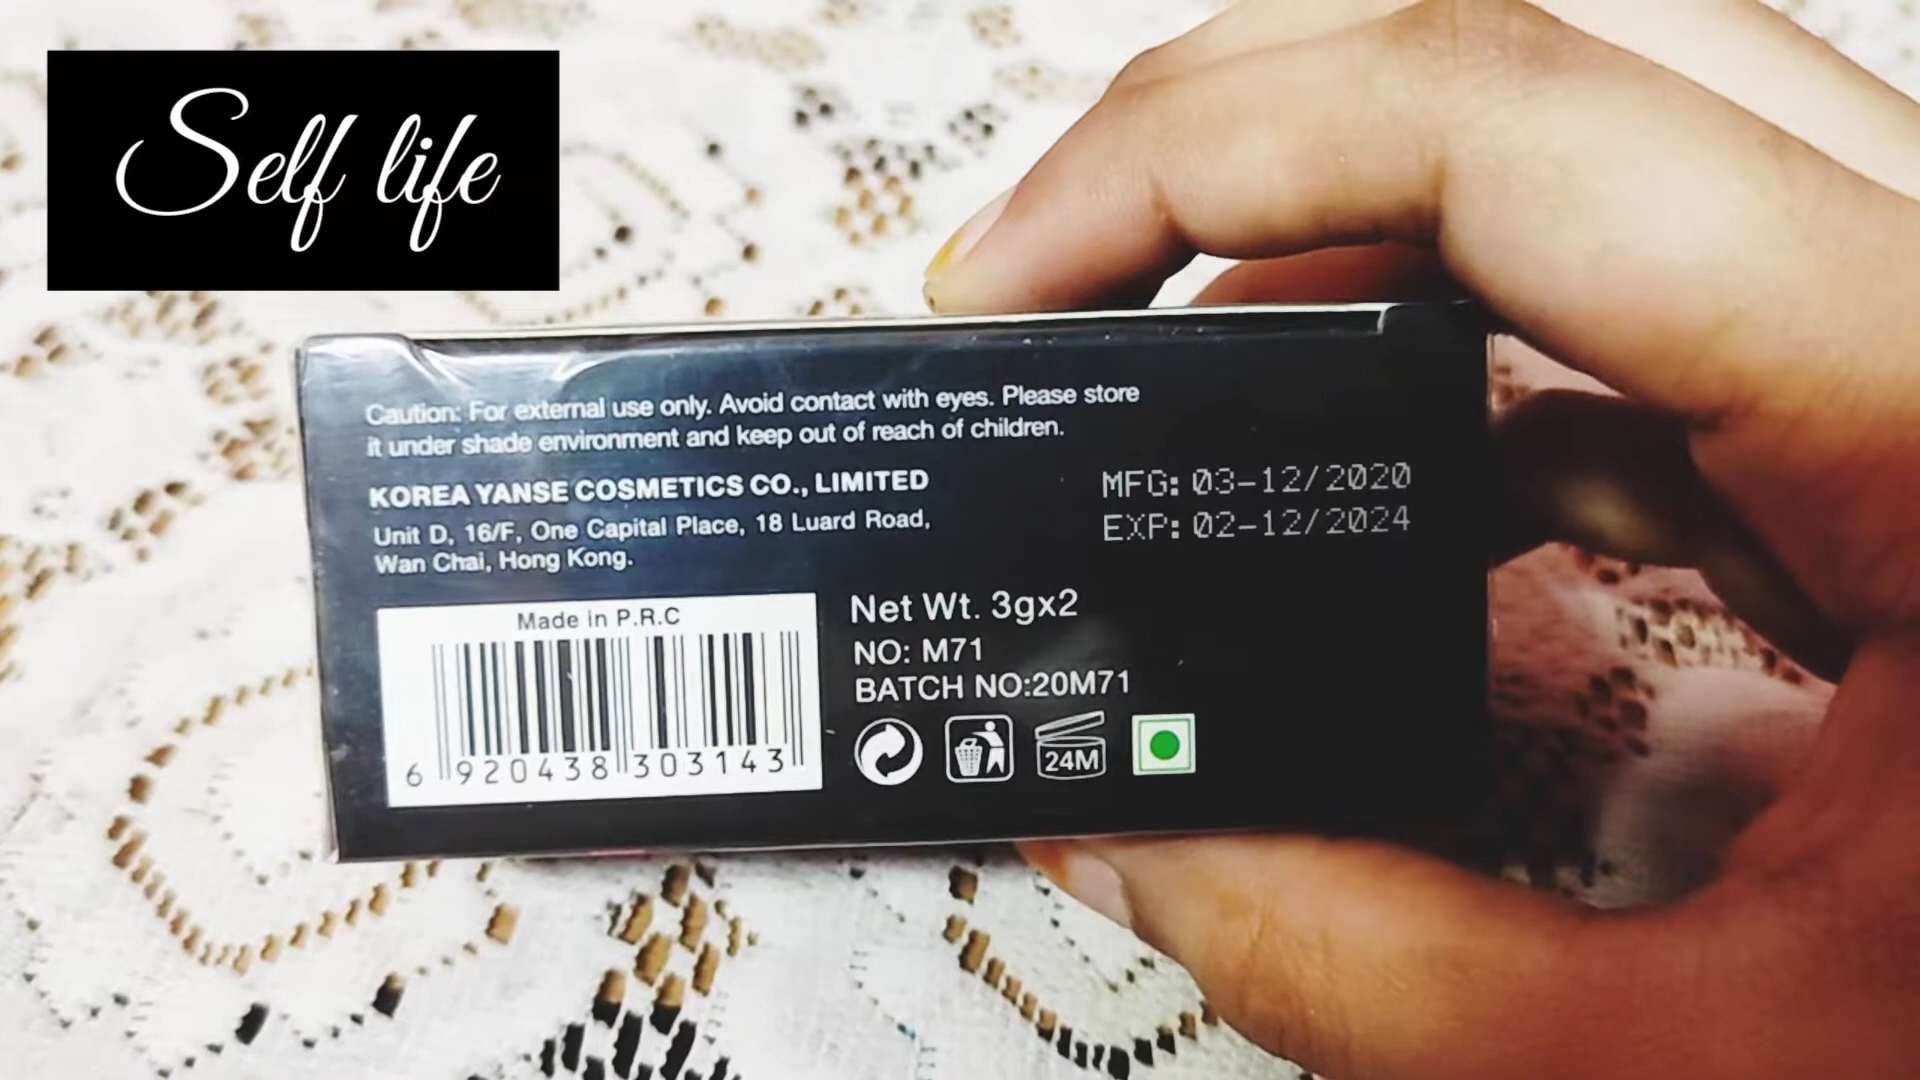 Self life
Caution: For external use only. Avoid contact with eyes. Please store
it under shade environment and keep out of reach of children.
KOREA YANSE COSMETICS CO., LIMITED
Unit D, 16/F, One Capital Place, 18 Luard Road,
Wan Chai, Hong Kong.
MFG: 03-12/2020
EXP: 02-12/2024
Made in P.R.C
6 920438 303143
Net Wt. 3gx2
NO: M71
BATCH NO:20M71
24M